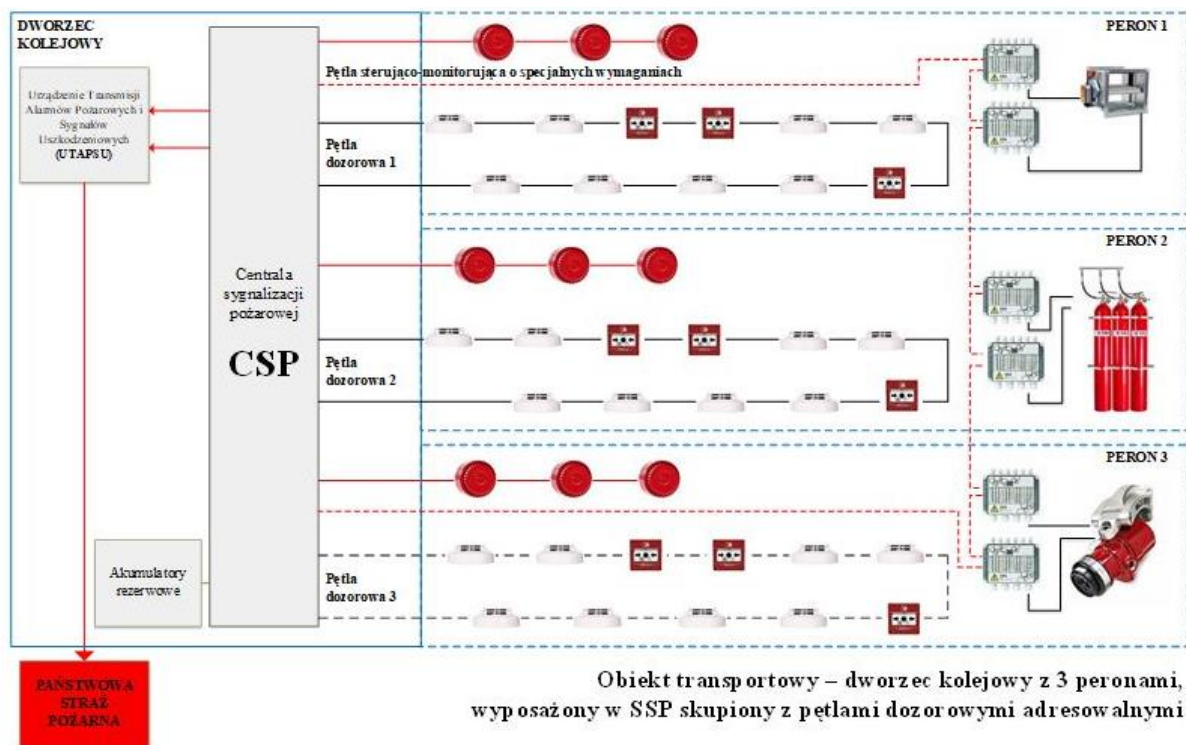 DWORZEC
KOLEJOWY
Urządzenie Transmisji
Alarmów Pożarowych i
Sygnałów
Uszkodzeniowych
(UTAPSU)
Centrala
sygnalizacji
pożarowej
CSP
Akumulatory
rezerwowe
PAŃSTWOWA
STRAŻ
POŻARNA
PERON 1
Pętla sterująco-monitorująca o specjalnych wymaganiach
Pętla
dozorowa 1
PERON 2
Pętla
dozorowa 2
PERON 3
Pętla
dozorowa 3
Obiekt transportowy – dworzec kolejowy z 3 peronami,
wyposażony w SSP skupiony z pętlami dozorowymi adresowalnymi